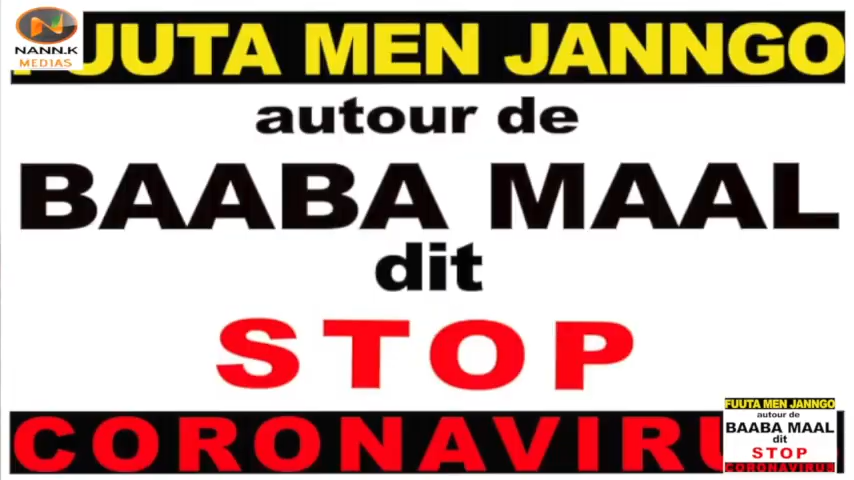 NANN.K
MEDIAS
FUUTA MEN JANNGO
autour de
BAABA MAAL
dit
STOP
CORONAVIRUS
FUUTA MEN JANNGO
autour de
BAABA MAAL
dit
STOP
CORONAVIRUS